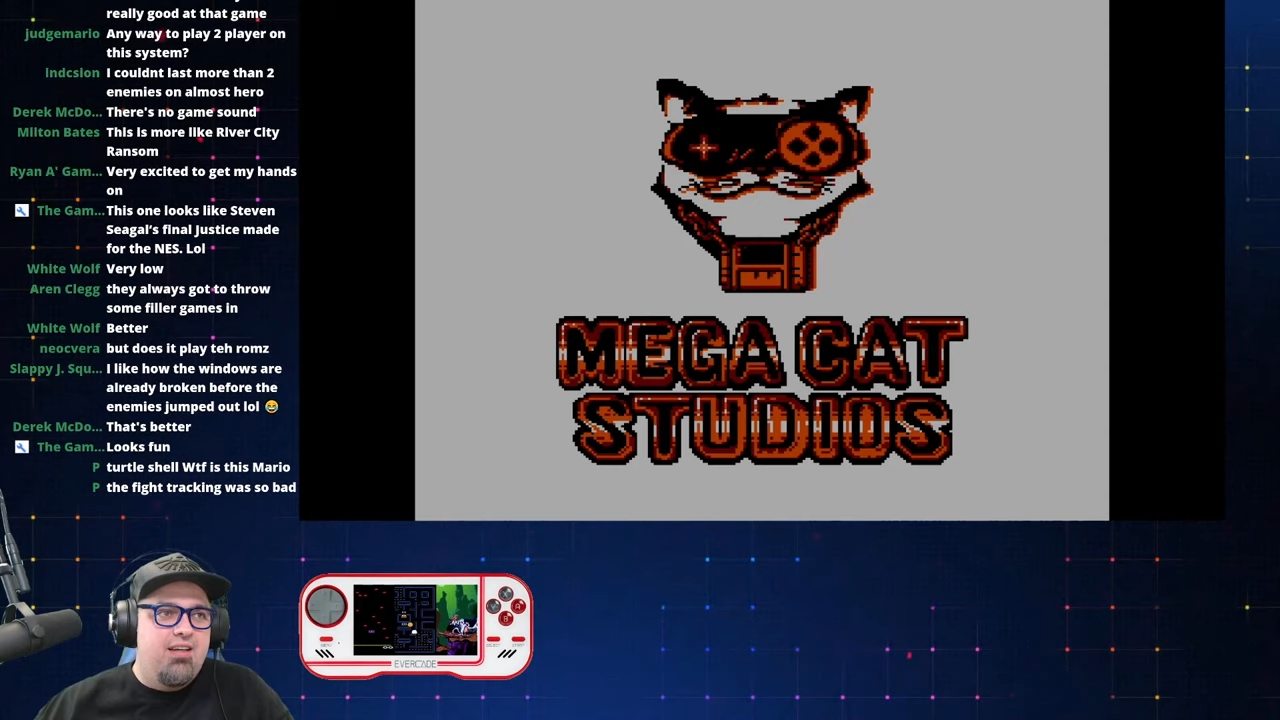 really good at that game
judgemario Any way to play 2 player on
this system?
Indcsion I couldnt last more than 2
enemies on almost hero
Derek McDo... There's no game sound
Milton Bates This is more like River City
Ransom
Ryan A' Gam... Very excited to get my hands
on
The Gam... This one looks like Steven
Seagal's final Justice made
for the NES. Lol
White Wolf Very low
Aren Clegg they always got to throw
some filler games in
White Wolf Better
neocvera but does it play teh romz
Slappy J. Squ... I like how the windows are
already broken before the
enemies jumped out lol 😂
Derek McDo... That's better
The Gam... Looks fun
P turtle shell Wtf is this Mario
P the fight tracking was so bad
MEGA CAT
STUDIOS
EVERCADE